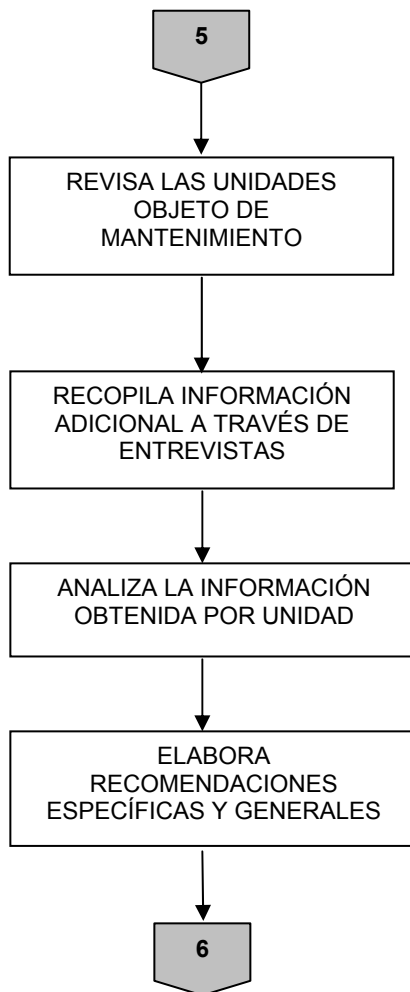 5
REVISA LAS UNIDADES
OBJETO DE
MANTENIMIENTO
RECOPILA INFORMACIÓN
ADICIONAL A TRAVÉS DE
ENTREVISTAS
ANALIZA LA INFORMACIÓN
OBTENIDA POR UNIDAD
ELABORA
RECOMENDACIONES
ESPECÍFICAS Y GENERALES
6